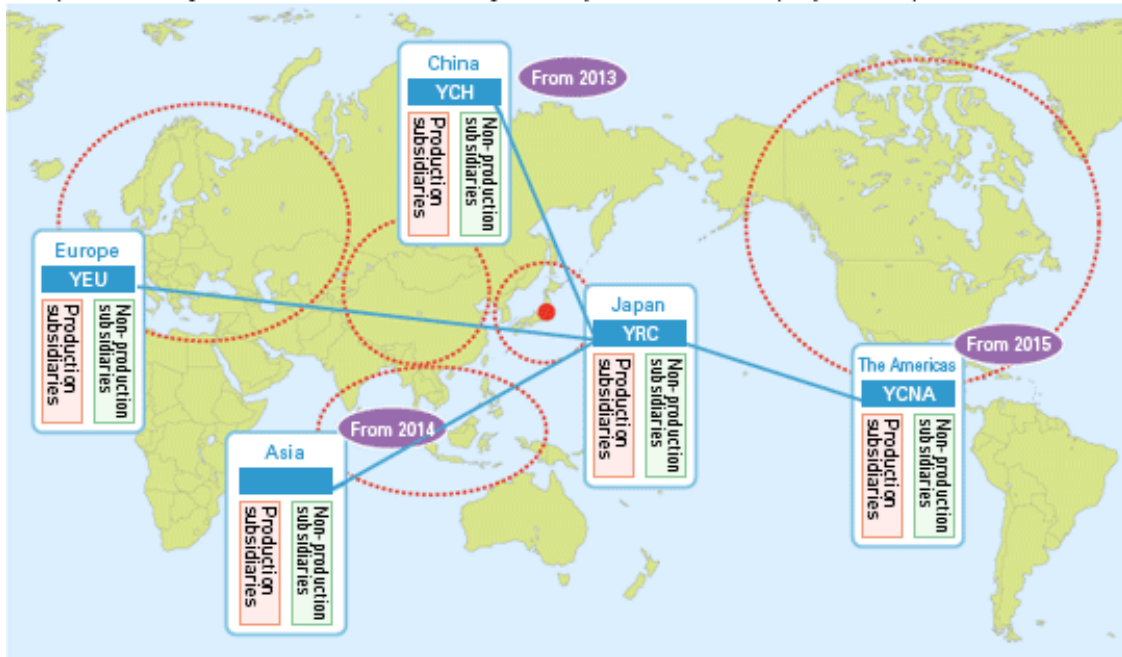 China
YCH
Production
subsidiaries
Non-production
subsidiaries
From 2013
Europe
YEU
Production
subsidiaries
Non-production
subsidiaries
Japan
YRC
Production
subsidiaries
Non-production
subsidiaries
From 2015
The Americas
YCNA
Production
subsidiaries
Non-production
subsidiaries
From 2014
Asia
Production
subsidiaries
Non-production
subsidiaries